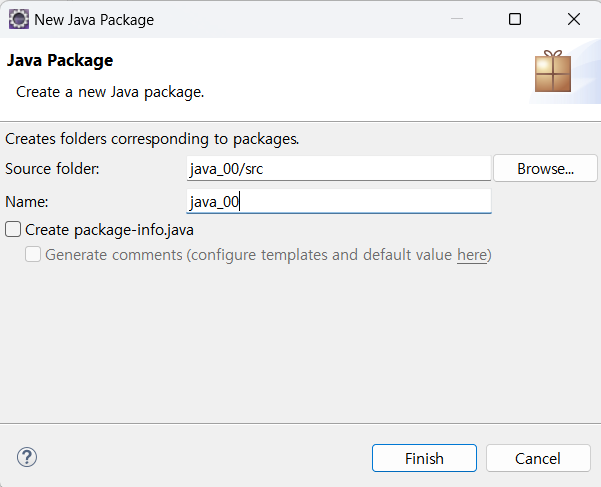 New Java Package
Java Package
Create a new Java package.
Creates folders corresponding to packages.
Source folder: java_00/src Browse...
Name: java_00
Create package-info.java
Generate comments (configure templates and default value here)
? Finish Cancel